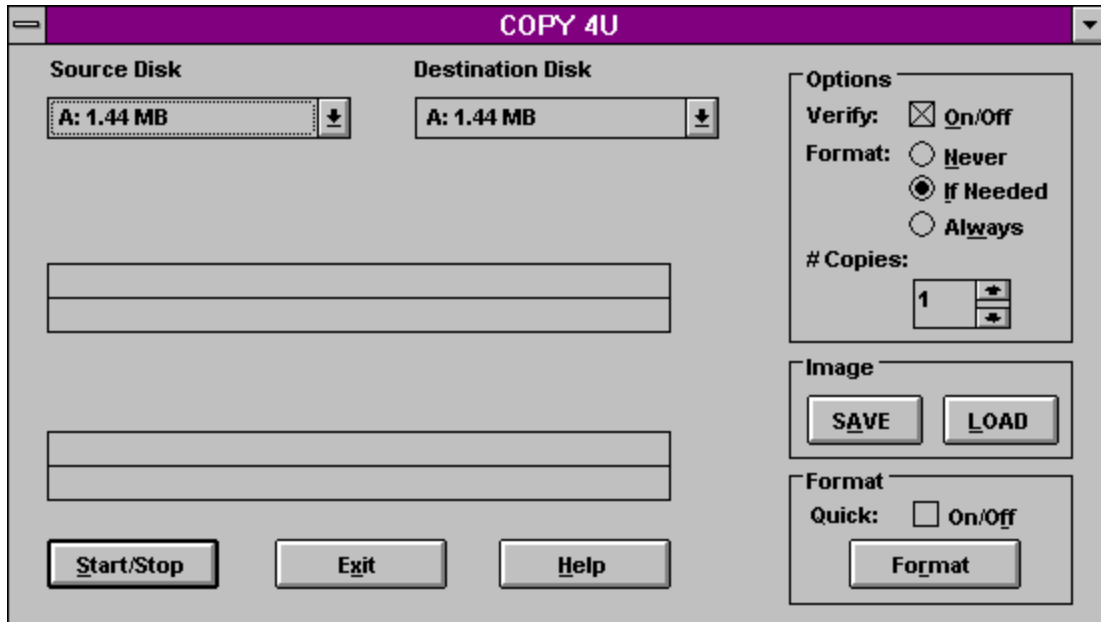 COPY 4U
Source Disk
Destination Disk
A: 1.44 MB
A: 1.44 MB
Options
Verify: On/Off
Format: Never
If Needed
Always
# Copies:
1
Image
SAVE LOAD
Format
Quick: On/Off
Format
Start/Stop Exit Help